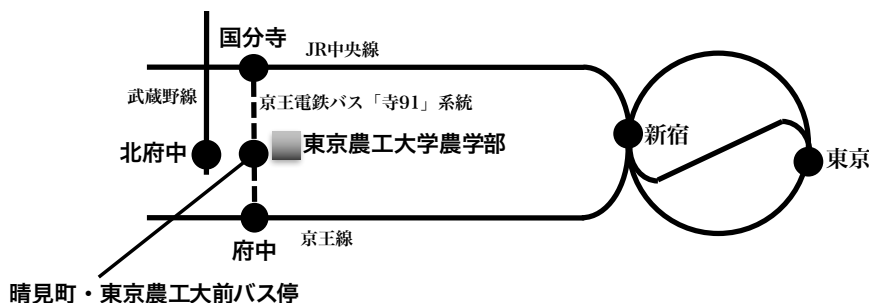 国分寺
JR中央線
武蔵野線
京王電鉄バス「寺91」系統
北府中
東京農工大学農学部
新宿
東京
京王線
府中
晴見町・東京農工大前バス停